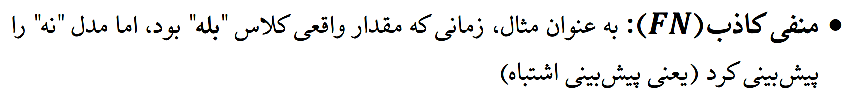 • منفی کاذب (FN): به عنوان مثال، زمانی که مقدار واقعی کلاس "بله" بود، اما مدل "نه" را
پیش‌بینی کرد (یعنی پیش‌بینی اشتباه)